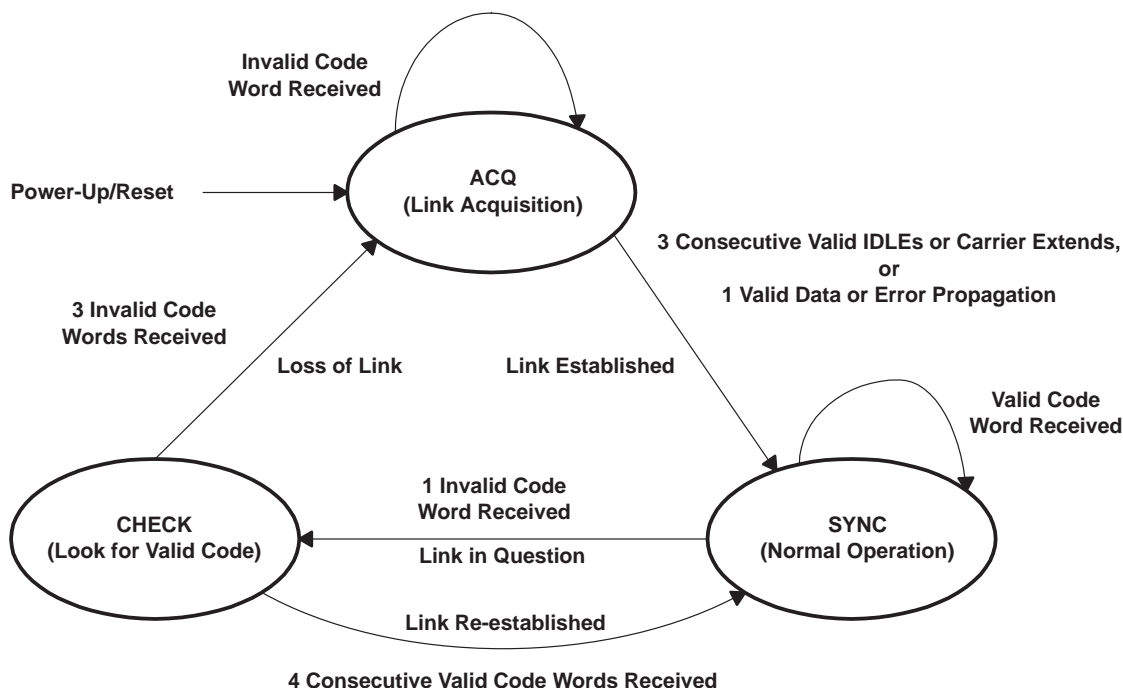 Invalid Code
Word Received
Power-Up/Reset
ACQ
(Link Acquisition)
3 Consecutive Valid IDLEs or Carrier Extends,
or
1 Valid Data or Error Propagation
3 Invalid Code
Words Received
Loss of Link
Link Established
Valid Code
Word Received
1 Invalid Code
Word Received
CHECK
(Look for Valid Code)
SYNC
(Normal Operation)
Link in Question
Link Re-established
4 Consecutive Valid Code Words Received